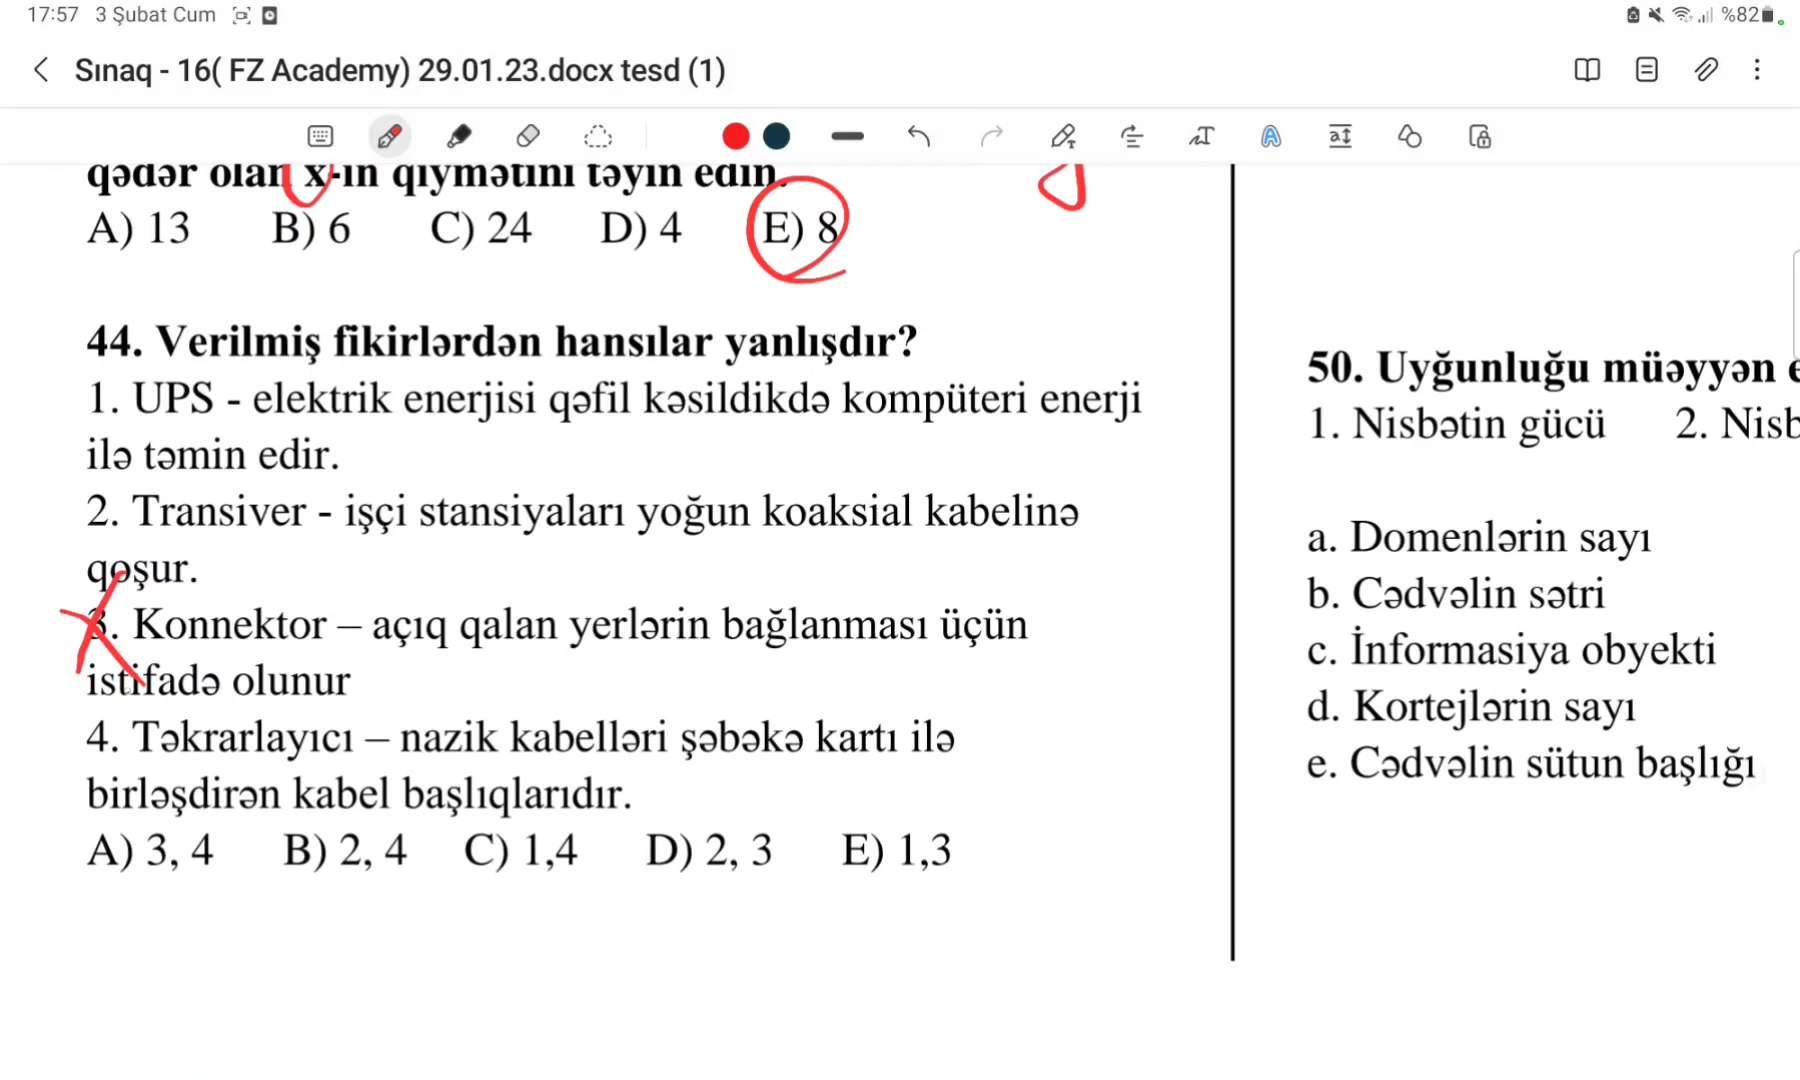 17:57 3 Şubat Cum
%82
Sınaq - 16( FZ Academy) 29.01.23.docx tesd (1)
qədər olan x-in qiymətini təyin edin.
A) 13 B) 6 C) 24 D) 4 E) 8
44. Verilmiş fikirlərdən hansılar yanlışdır?
1. UPS - elektrik enerjisi qəfil kəsildikdə kompüteri enerji
ilə təmin edir.
2. Transiver - işçi stansiyaları yoğun koaksial kabelinə
qoşur.
3. Konnektor – açıq qalan yerlərin bağlanması üçün
istifadə olunur
4. Təkrarlayıcı – nazik kabelləri şəbəkə kartı ilə
birləşdirən kabel başlıqlarıdır.
A) 3, 4 B) 2, 4 C) 1,4 D) 2, 3 E) 1,3
50. Uyğunluğu müəyyən e
1. Nisbətin gücü 2. Nisb
a. Domenlərin sayı
b. Cədvəlin sətri
c. İnformasiya obyekti
d. Kortejlərin sayı
e. Cədvəlin sütun başlığı